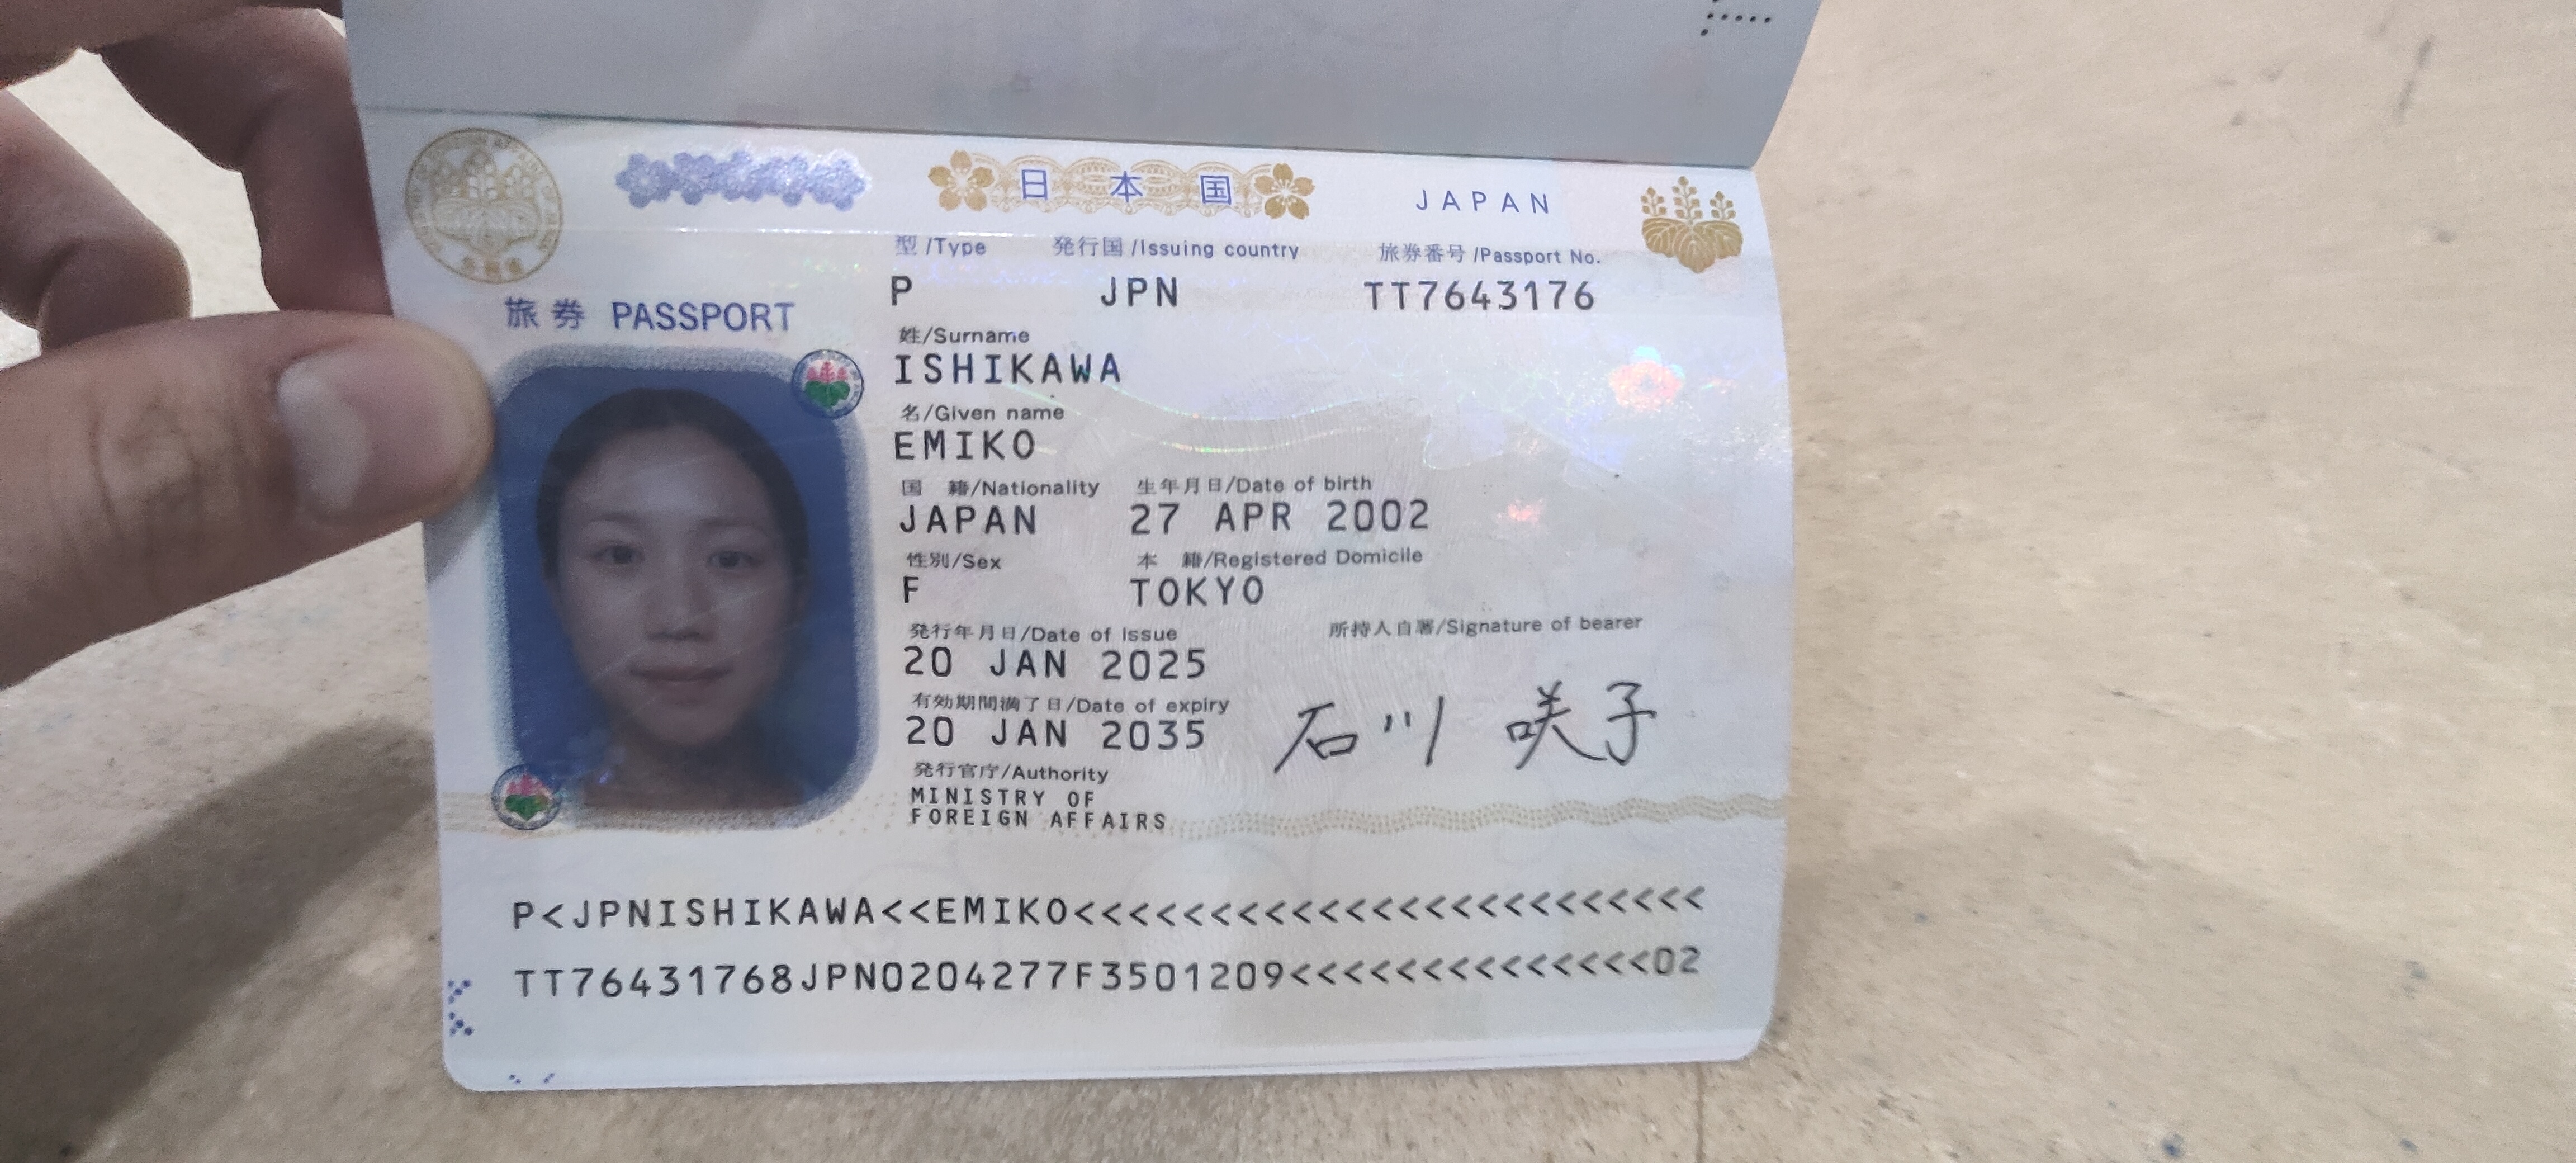 日本国 JAPAN
型/Type 発行国/Issuing country 旅券番号/Passport No.
P JPN TT7643176
旅券 PASSPORT
姓/Surname
ISHIKAWA
名/Given name
EMIKO
国 籍/Nationality 生年月日/Date of birth
JAPAN 27 APR 2002
性別/Sex 本 籍/Registered Domicile
F TOKYO
発行年月日/Date of issue 所持人自署/Signature of bearer
20 JAN 2025
有効期間満了日/Date of expiry
20 JAN 2035
石川 咲子
発行官庁/Authority
MINISTRY OF
FOREIGN AFFAIRS
P<JPNISHIKAWA<<EMIKO<<<<<<<<<<<<<<<<<<<<<<<<
TT76431768JPN0204277F3501209<<<<<<<<<<<<<<02